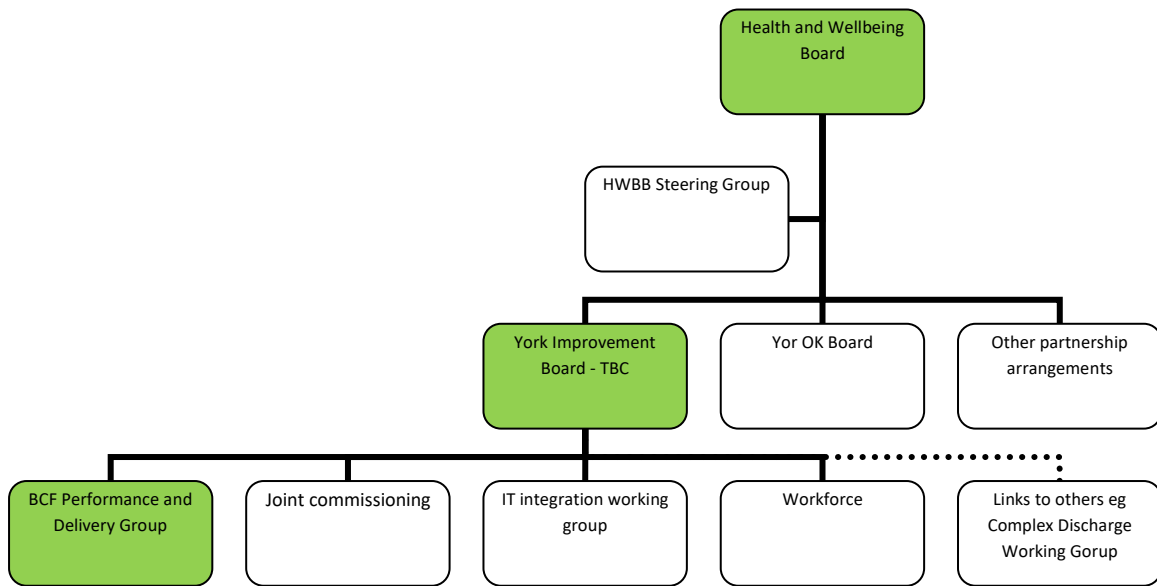 Health and Wellbeing
Board
HWBB Steering Group
York Improvement
Board - TBC
Yor OK Board
Other partnership
arrangements
BCF Performance and
Delivery Group
Joint commissioning
IT integration working
group
Workforce
Links to others eg
Complex Discharge
Working Gorup